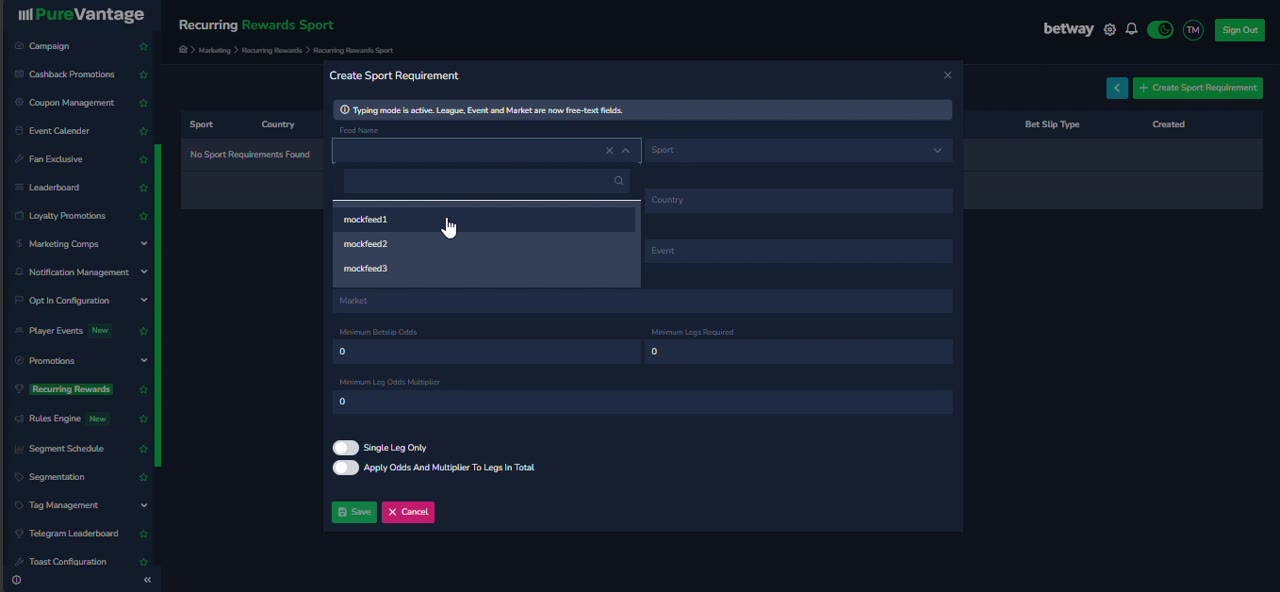 PureVantage
Recurring Rewards Sport
Marketing > Recurring Rewards > Recurring Rewards Sport
betway
TM
Sign Out
Campaign
Cashback Promotions
Coupon Management
Event Calender
Fan Exclusive
Leaderboard
Loyalty Promotions
Marketing Comps
Notification Management
Opt In Configuration
Player Events New
Promotions
Recurring Rewards
Rules Engine New
Segment Schedule
Segmentation
Tag Management
Telegram Leaderboard
Toast Configuration
Create Sport Requirement
Sport Country Bet Slip Type Created
No Sport Requirements Found
Create Sport Requirement
Typing mode is active. League, Event and Market are now free-text fields.
Feed Name
Sport
mockfeed1
mockfeed2
mockfeed3
Country
Event
Market
Minimum Betslip Odds
0
Minimum Legs Required
0
Minimum Leg Odds Multiplier
0
Single Leg Only
Apply Odds And Multiplier To Legs In Total
Save
Cancel